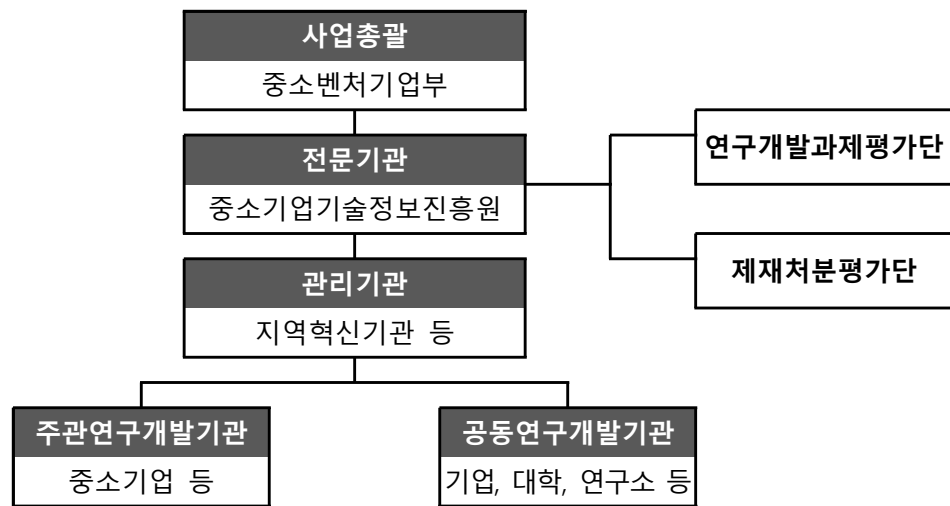 사업총괄
중소벤처기업부
전문기관
중소기업기술정보진흥원
연구개발과제평가단
제재처분평가단
관리기관
지역혁신기관 등
주관연구개발기관
중소기업 등
공동연구개발기관
기업, 대학, 연구소 등